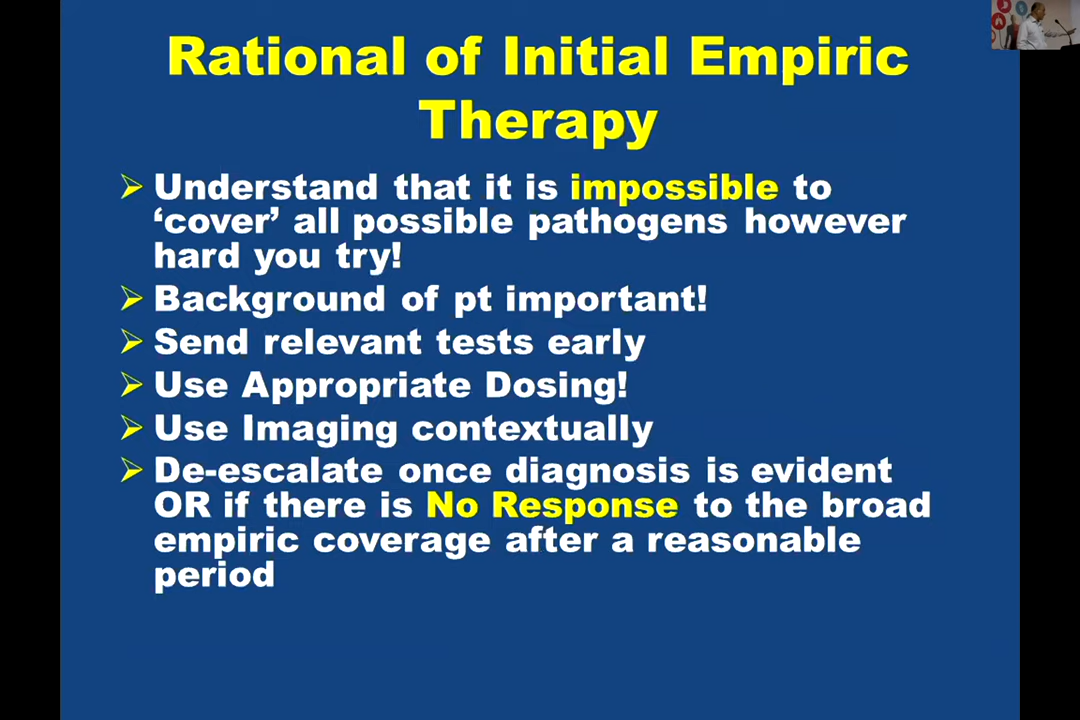 Rational of Initial Empiric
Therapy
Understand that it is impossible to
‘cover’ all possible pathogens however
hard you try!
Background of pt important!
Send relevant tests early
Use Appropriate Dosing!
Use Imaging contextually
De-escalate once diagnosis is evident
OR if there is No Response to the broad
empiric coverage after a reasonable
period